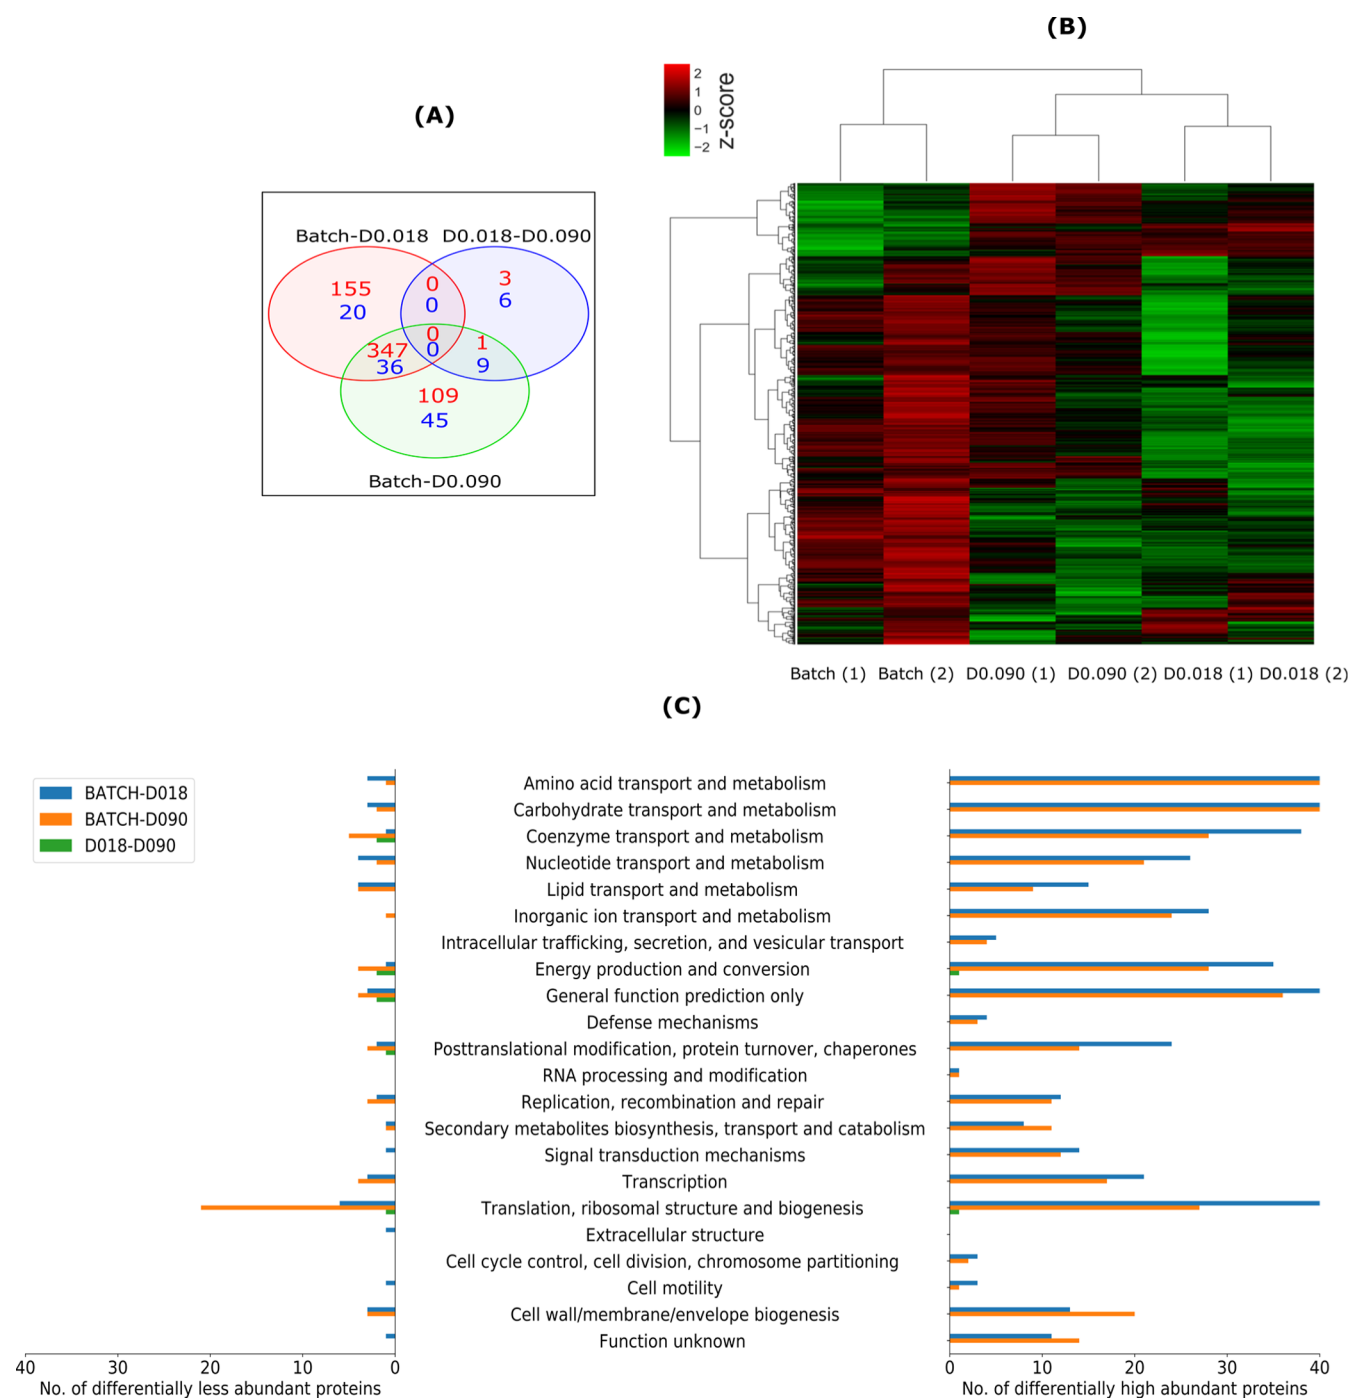 (B)
2
1
0
−1
−2
z-score
(A)
Batch-D0.018 D0.018-D0.090
155
20
0
0
3
6
0
0
347
36
1
9
109
45
Batch-D0.090
Batch (1) Batch (2) D0.090 (1) D0.090 (2) D0.018 (1) D0.018 (2)
(C)
BATCH-D018
BATCH-D090
D018-D090
Amino acid transport and metabolism
Carbohydrate transport and metabolism
Coenzyme transport and metabolism
Nucleotide transport and metabolism
Lipid transport and metabolism
Inorganic ion transport and metabolism
Intracellular trafficking, secretion, and vesicular transport
Energy production and conversion
General function prediction only
Defense mechanisms
Posttranslational modification, protein turnover, chaperones
RNA processing and modification
Replication, recombination and repair
Secondary metabolites biosynthesis, transport and catabolism
Signal transduction mechanisms
Transcription
Translation, ribosomal structure and biogenesis
Extracellular structure
Cell cycle control, cell division, chromosome partitioning
Cell motility
Cell wall/membrane/envelope biogenesis
Function unknown
40 30 20 10 0
No. of differentially less abundant proteins
0 10 20 30 40
No. of differentially high abundant proteins